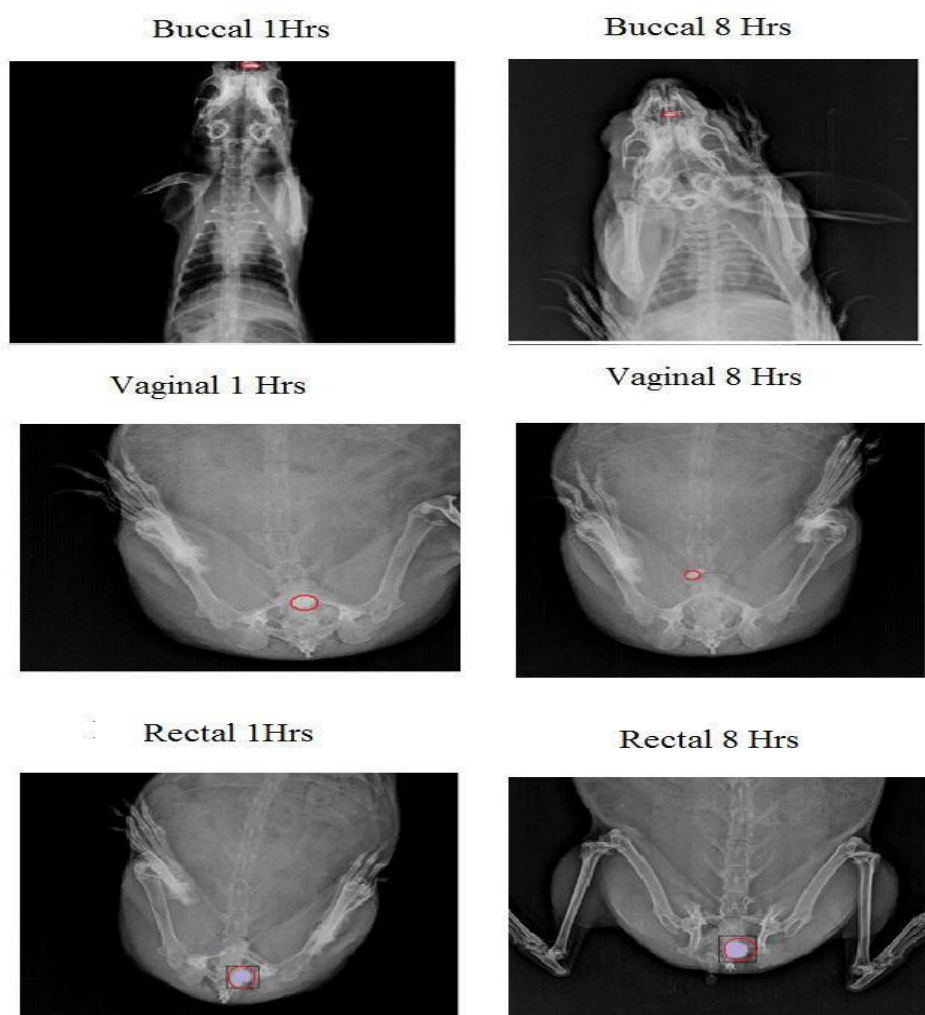 Buccal 1Hrs
Buccal 8 Hrs
Vaginal 1 Hrs
Vaginal 8 Hrs
Rectal 1Hrs
Rectal 8 Hrs